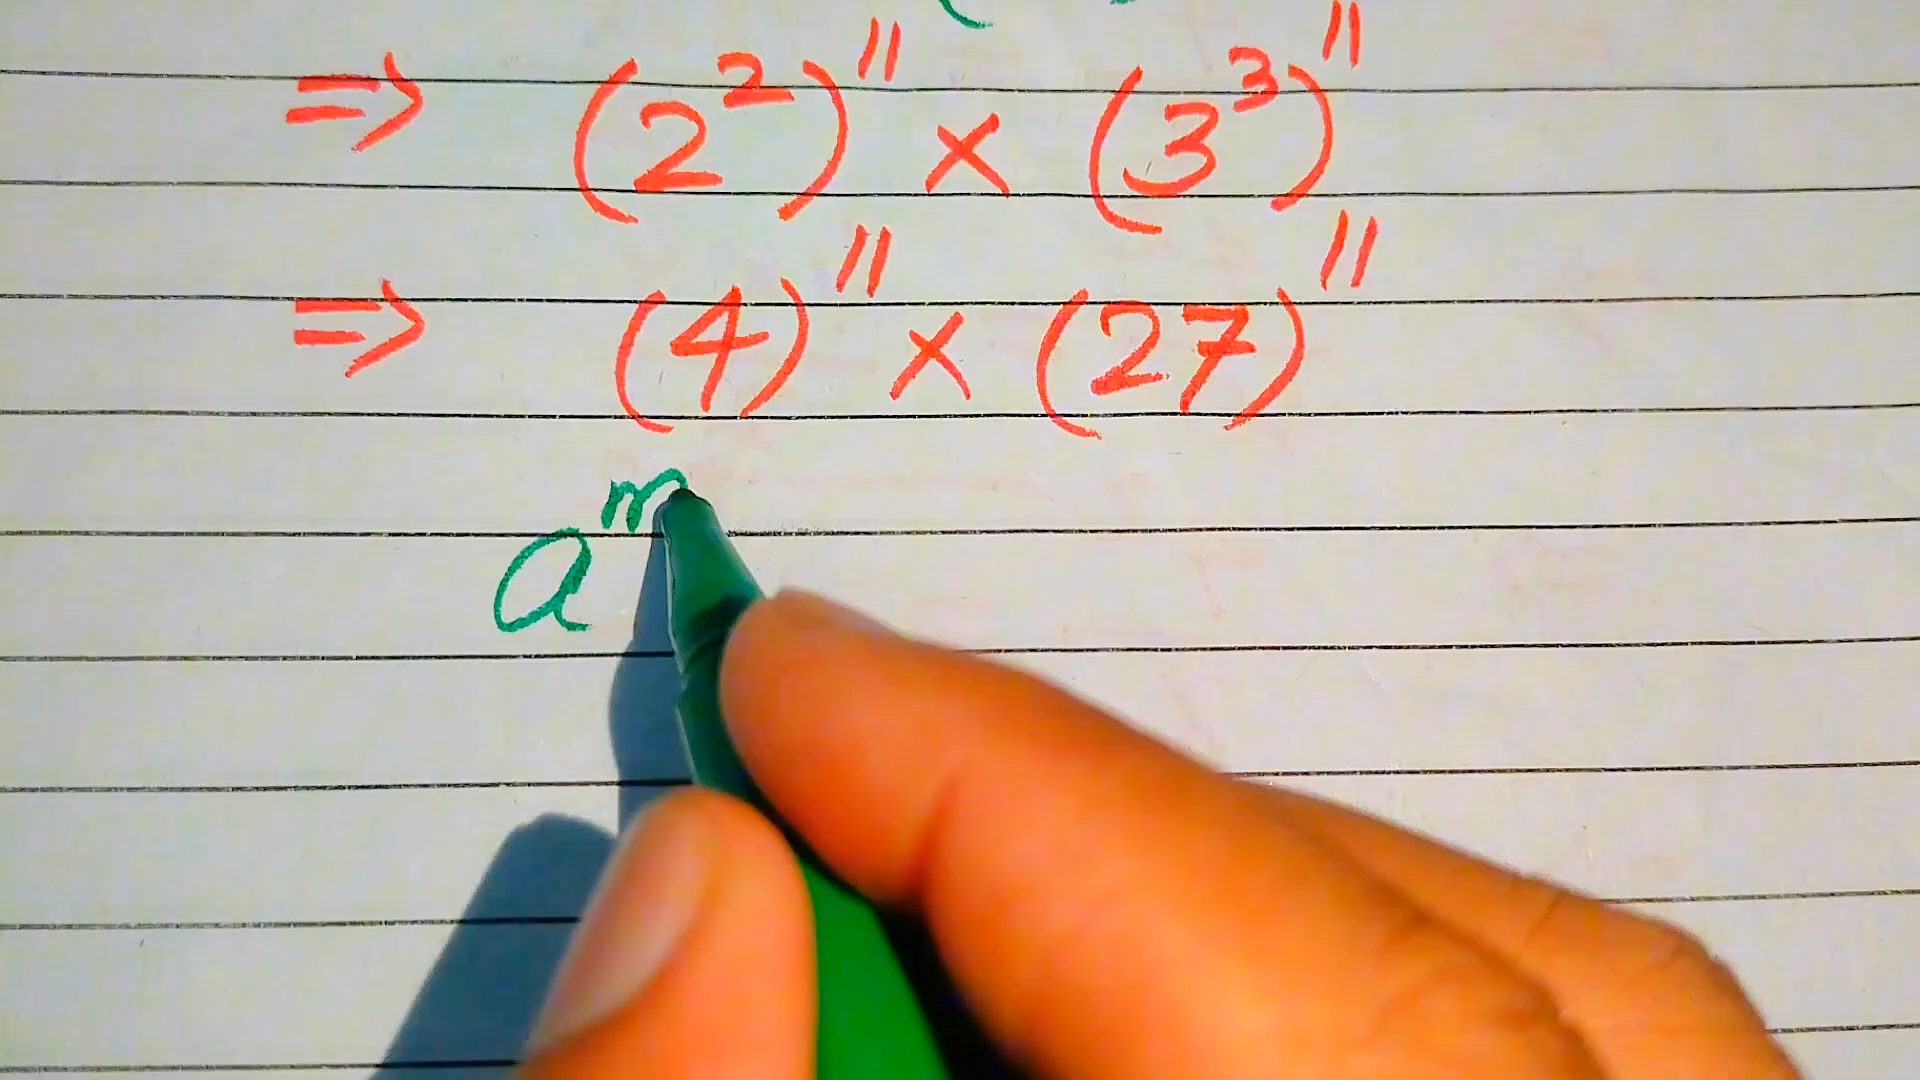 ⇒ (2²)¹¹ × (3³)¹¹
⇒ (4)¹¹ × (27)¹¹
aᵐ